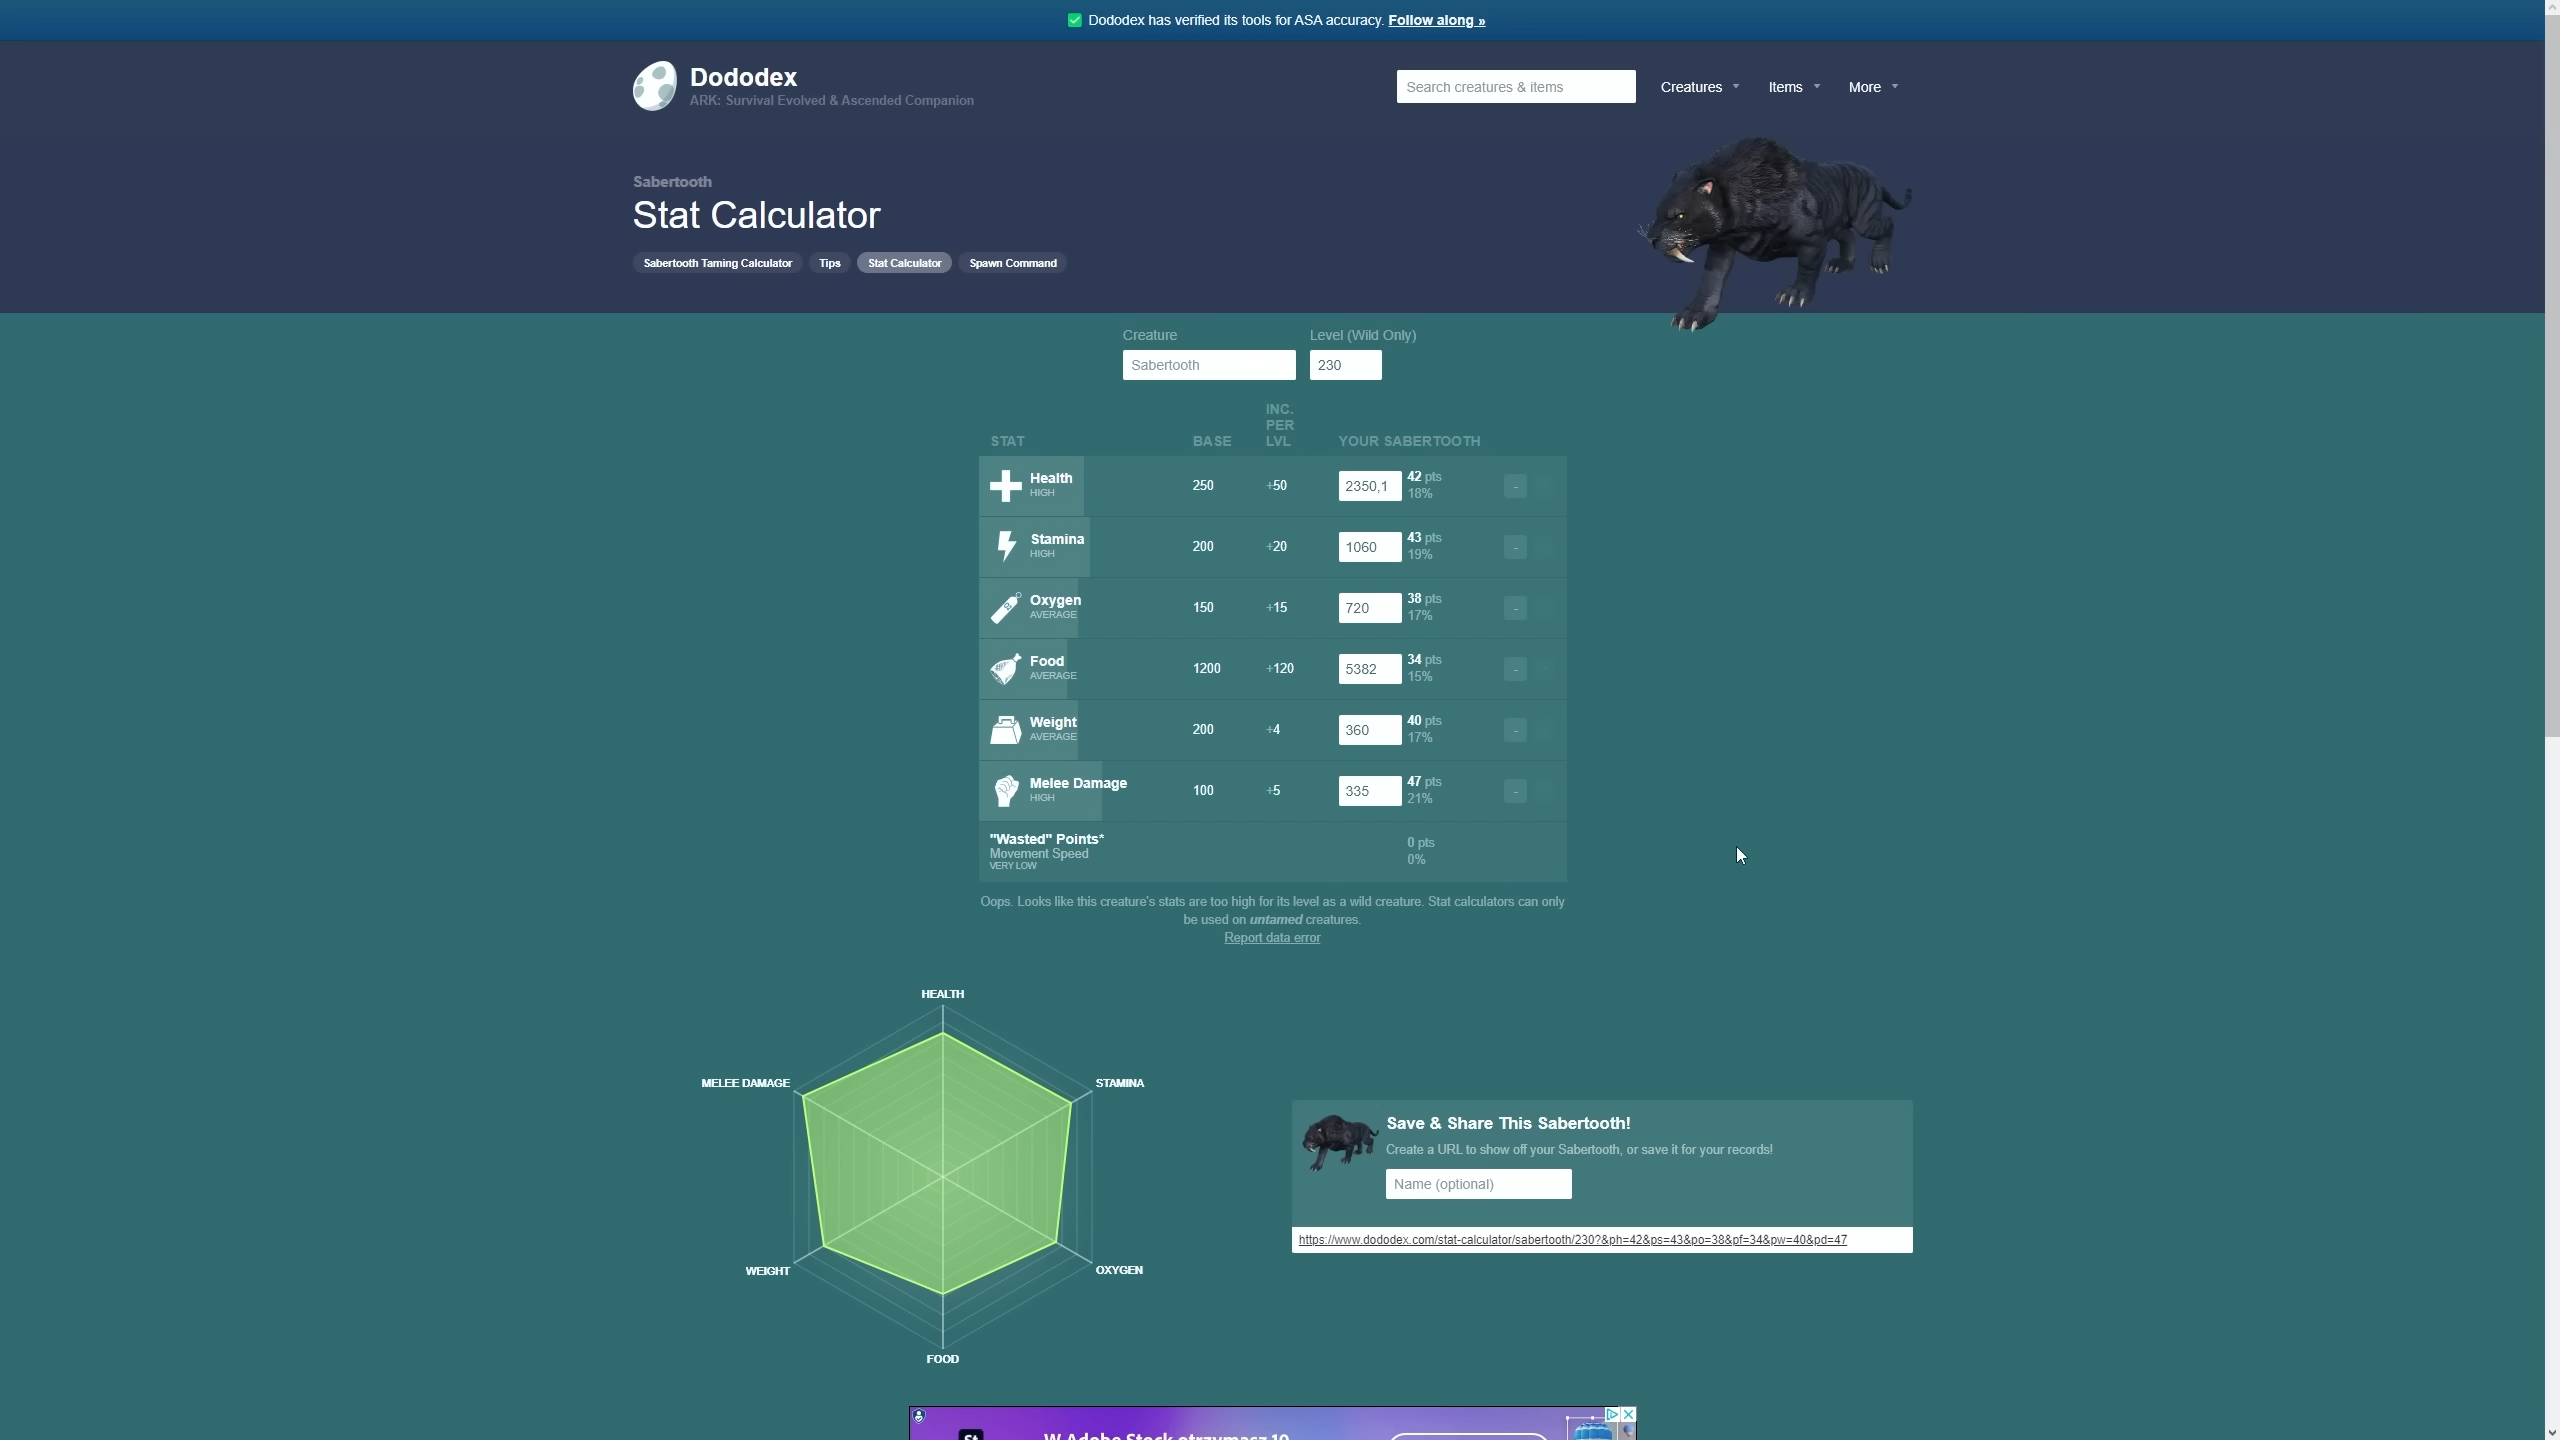 Dododex has verified its tools for ASA accuracy. Follow along »
Dododex
ARK: Survival Evolved & Ascended Companion
Search creatures & items
Creatures
Items
More
Sabertooth
Stat Calculator
Sabertooth Taming Calculator
Tips
Stat Calculator
Spawn Command
Creature
Level (Wild Only)
Sabertooth
230
STAT
BASE
INC.
PER
LVL
YOUR SABERTOOTH
Health
HIGH
250
+50
2350,1
42 pts
18%
-
Stamina
HIGH
200
+20
1060
43 pts
19%
-
Oxygen
AVERAGE
150
+15
720
38 pts
17%
-
Food
AVERAGE
1200
+120
5382
34 pts
15%
-
Weight
AVERAGE
200
+4
360
40 pts
17%
-
Melee Damage
HIGH
100
+5
335
47 pts
21%
-
"Wasted" Points*
Movement Speed
VERY LOW
0 pts
0%
Oops. Looks like this creature's stats are too high for its level as a wild creature. Stat calculators can only
be used on untamed creatures.
Report data error
HEALTH
STAMINA
OXYGEN
FOOD
WEIGHT
MELEE DAMAGE
Save & Share This Sabertooth!
Create a URL to show off your Sabertooth, or save it for your records!
Name (optional)
https://www.dododex.com/stat-calculator/sabertooth/230?&ph=42&ps=43&po=38&pf=34&pw=40&pd=47
St
W Adobe Stock otrzymasz 10